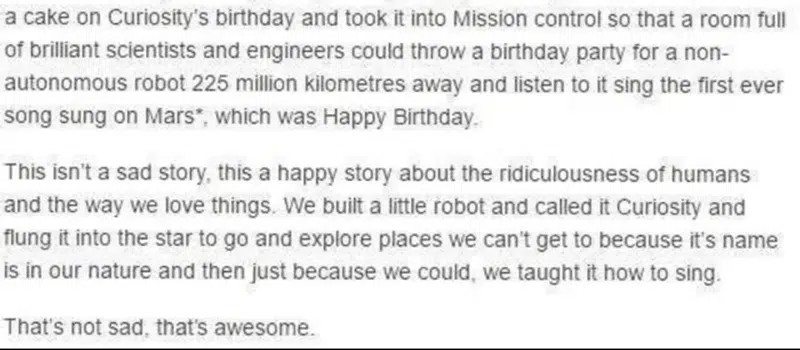 a cake on Curiosity's birthday and took it into Mission control so that a room full
of brilliant scientists and engineers could throw a birthday party for a non-
autonomous robot 225 million kilometres away and listen to it sing the first ever
song sung on Mars*, which was Happy Birthday.
This isn't a sad story, this a happy story about the ridiculousness of humans
and the way we love things. We built a little robot and called it Curiosity and
flung it into the star to go and explore places we can't get to because it's name
is in our nature and then just because we could, we taught it how to sing.
That's not sad, that's awesome.